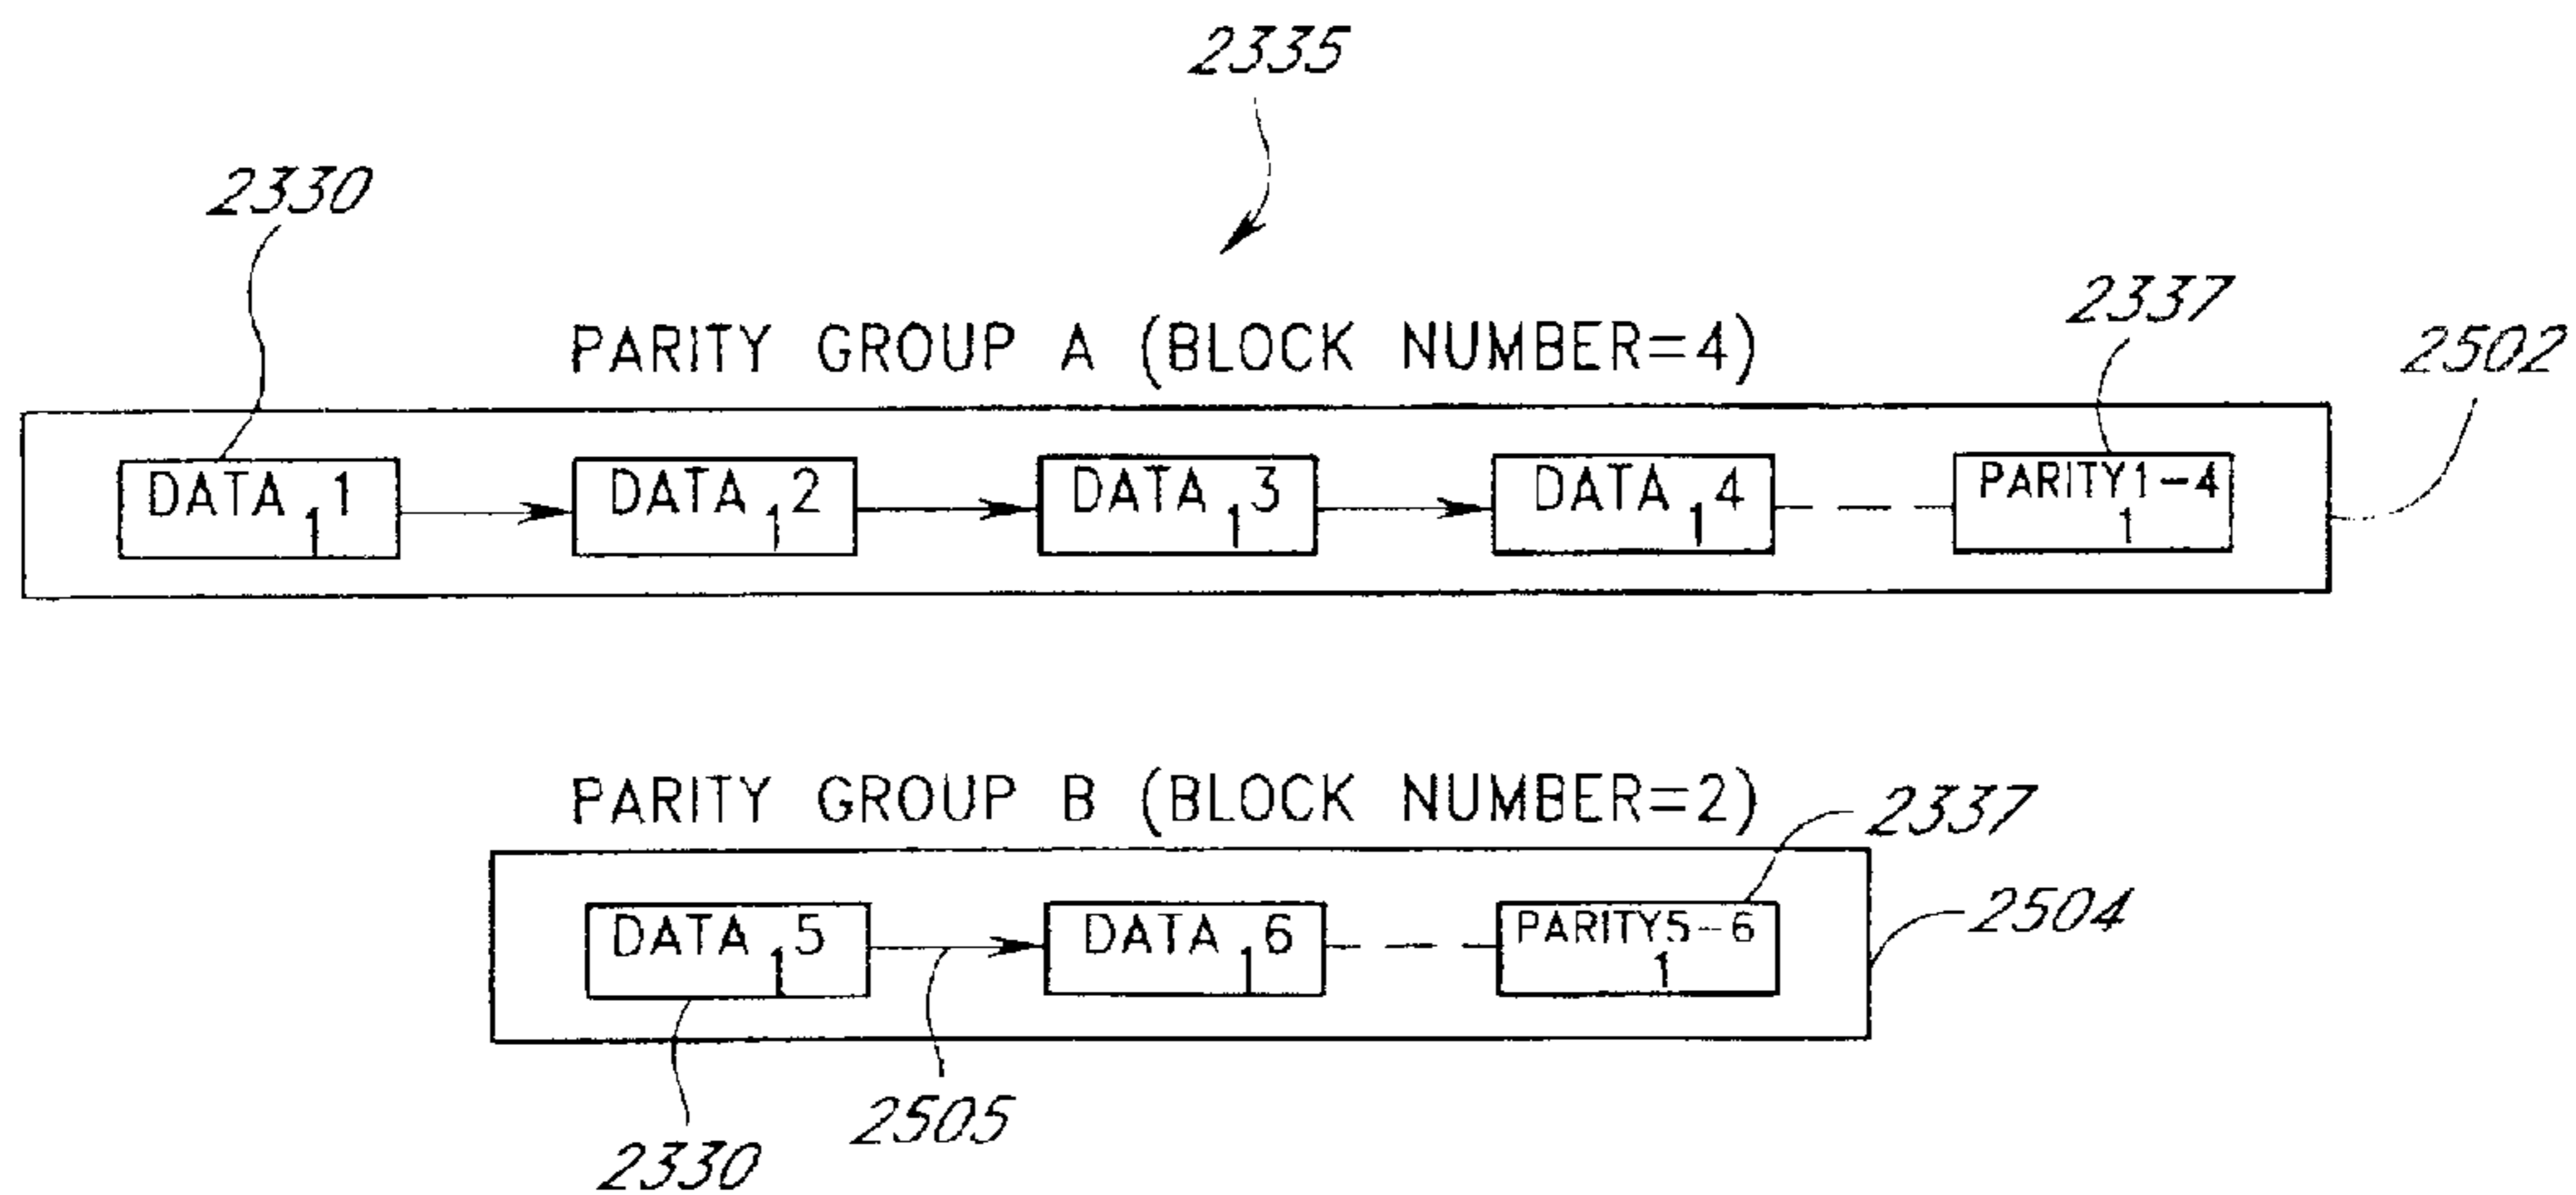 2335
2330
2337
2502
PARITY GROUP A (BLOCK NUMBER=4)
DATA 1 1
DATA 1 2
DATA 1 3
DATA 1 4
PARITY1-4
1
PARITY GROUP B (BLOCK NUMBER=2)
2337
2504
DATA 1 5
DATA 1 6
PARITY5-6
1
2505
2330